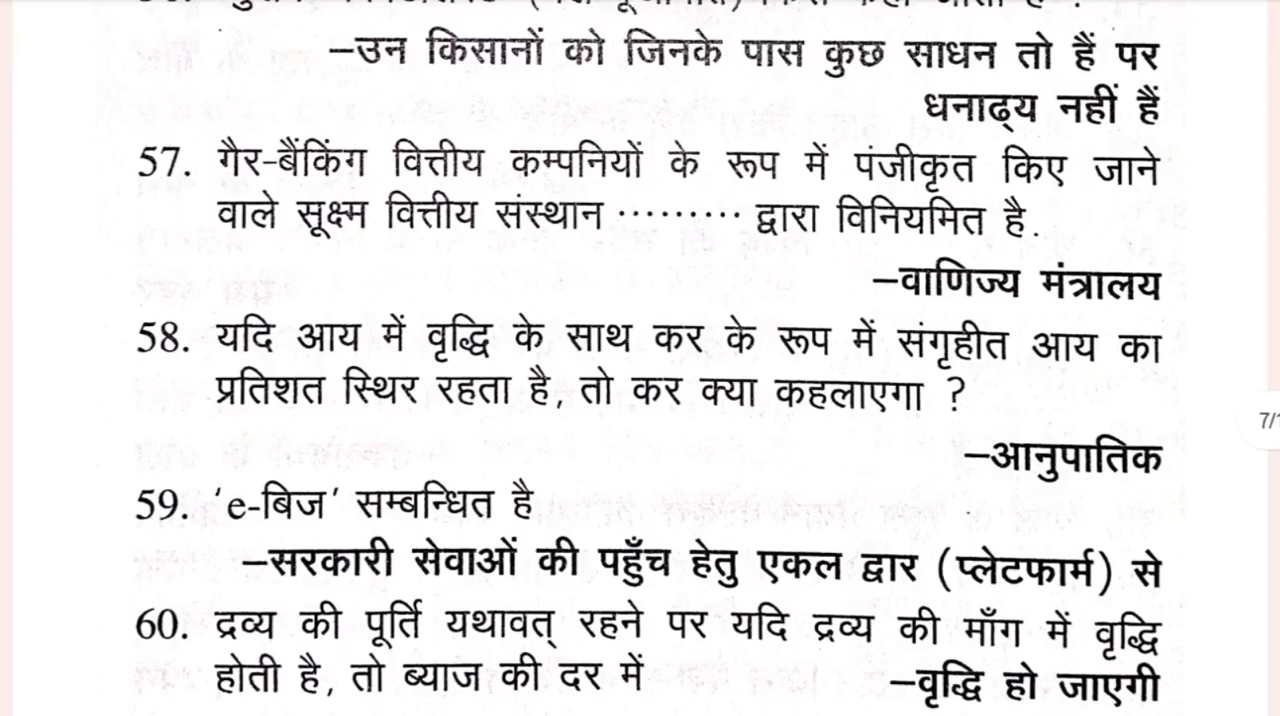 –उन किसानों को जिनके पास कुछ साधन तो हैं पर
धनाढ्य नहीं हैं
57. गैर-बैंकिंग वित्तीय कम्पनियों के रूप में पंजीकृत किए जाने
वाले सूक्ष्म वित्तीय संस्थान ········· द्वारा विनियमित है.
–वाणिज्य मंत्रालय
58. यदि आय में वृद्धि के साथ कर के रूप में संगृहीत आय का
प्रतिशत स्थिर रहता है, तो कर क्या कहलाएगा ?
–आनुपातिक
59. ‘e-बिज’ सम्बन्धित है
–सरकारी सेवाओं की पहुँच हेतु एकल द्वार (प्लेटफार्म) से
60. द्रव्य की पूर्ति यथावत् रहने पर यदि द्रव्य की माँग में वृद्धि
होती है, तो ब्याज की दर में –वृद्धि हो जाएगी
7/1